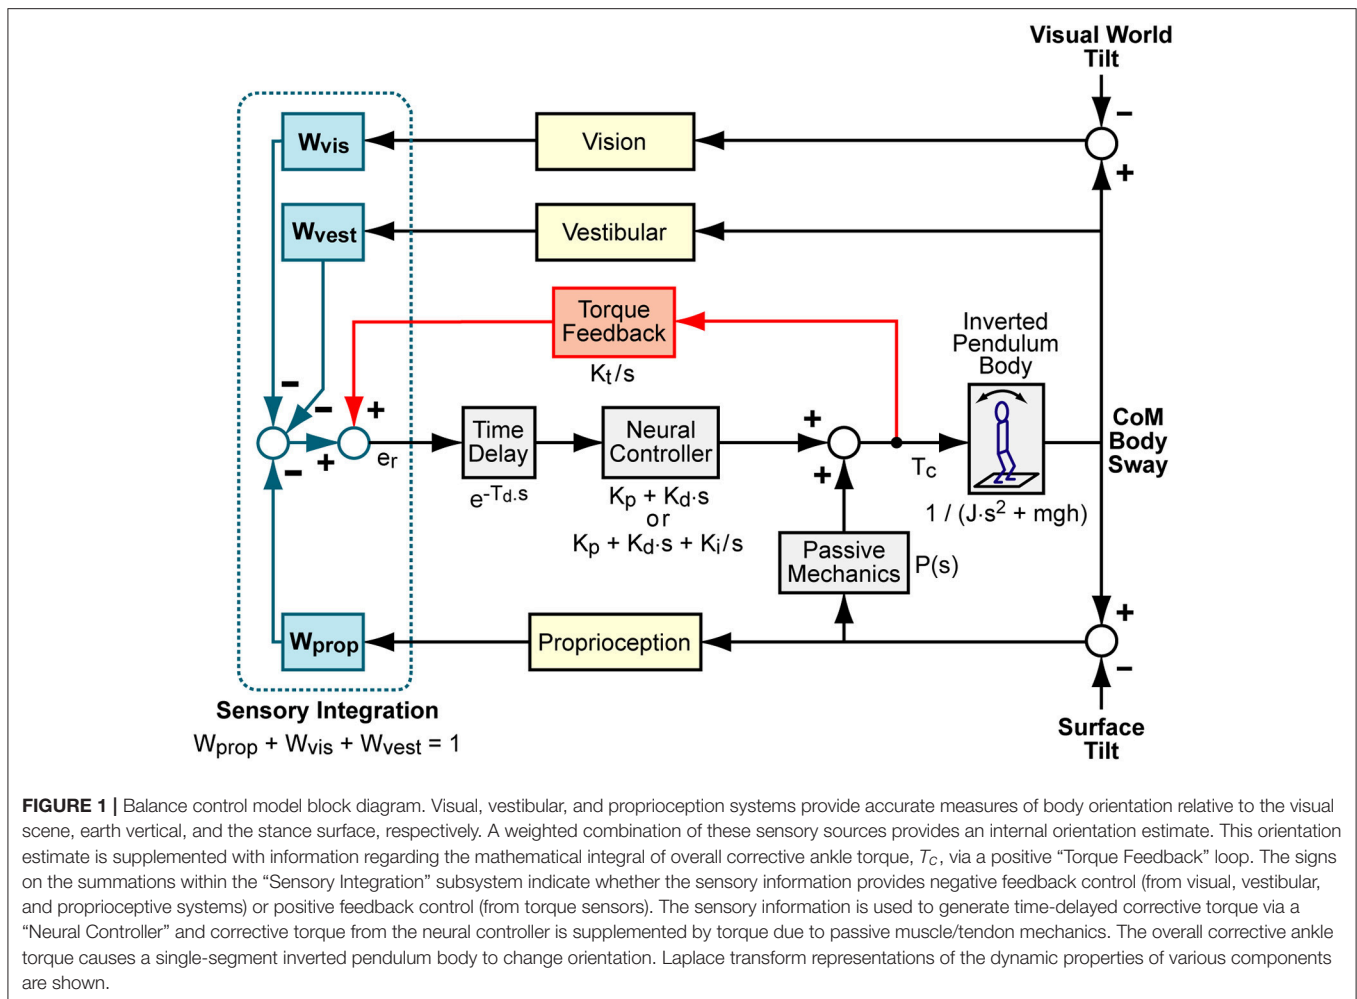 Visual World
Tilt
−
+
Wvis
Vision
Wvest
Vestibular
Torque
Feedback
Kt/s
Inverted
Pendulum
Body
−
−
+
−
+
er
Time
Delay
e-Td.s
Neural
Controller
Kp + Kd·s
or
Kp + Kd·s + Ki/s
+
+
Tc
1 / (J·s2 + mgh)
CoM
Body
Sway
Passive
Mechanics
P(s)
Wprop
Proprioception
+
−
Surface
Tilt
Sensory Integration
Wprop + Wvis + Wvest = 1
FIGURE 1 | Balance control model block diagram. Visual, vestibular, and proprioception systems provide accurate measures of body orientation relative to the visual
scene, earth vertical, and the stance surface, respectively. A weighted combination of these sensory sources provides an internal orientation estimate. This orientation
estimate is supplemented with information regarding the mathematical integral of overall corrective ankle torque, Tc, via a positive “Torque Feedback” loop. The signs
on the summations within the “Sensory Integration” subsystem indicate whether the sensory information provides negative feedback control (from visual, vestibular,
and proprioceptive systems) or positive feedback control (from torque sensors). The sensory information is used to generate time-delayed corrective torque via a
“Neural Controller” and corrective torque from the neural controller is supplemented by torque due to passive muscle/tendon mechanics. The overall corrective ankle
torque causes a single-segment inverted pendulum body to change orientation. Laplace transform representations of the dynamic properties of various components
are shown.